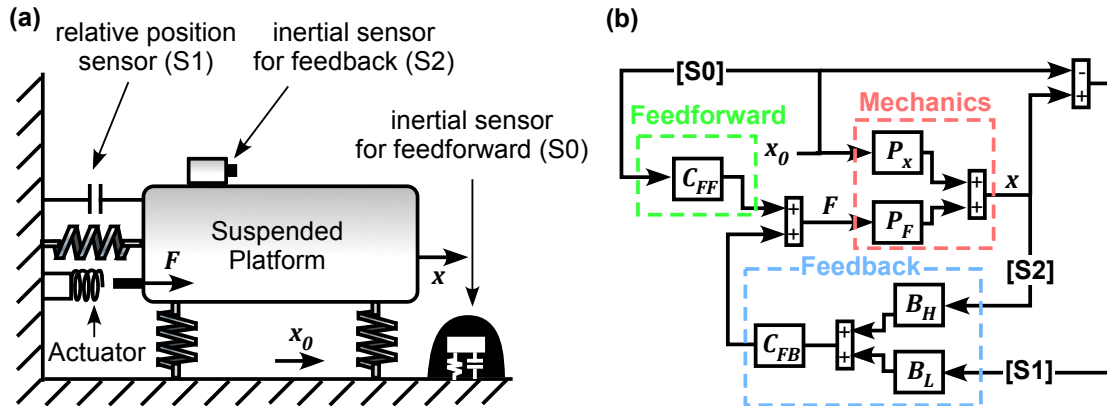 (a)
relative position
sensor (S1)
inertial sensor
for feedback (S2)
inertial sensor
for feedforward (S0)
Suspended
Platform
F
x
Actuator
x0
(b)
[S0]
-
+
Feedforward
Mechanics
x0
Px
CFF
+
+
x
+
+
F
PF
Feedback
[S2]
BH
CFB
+
+
BL
[S1]